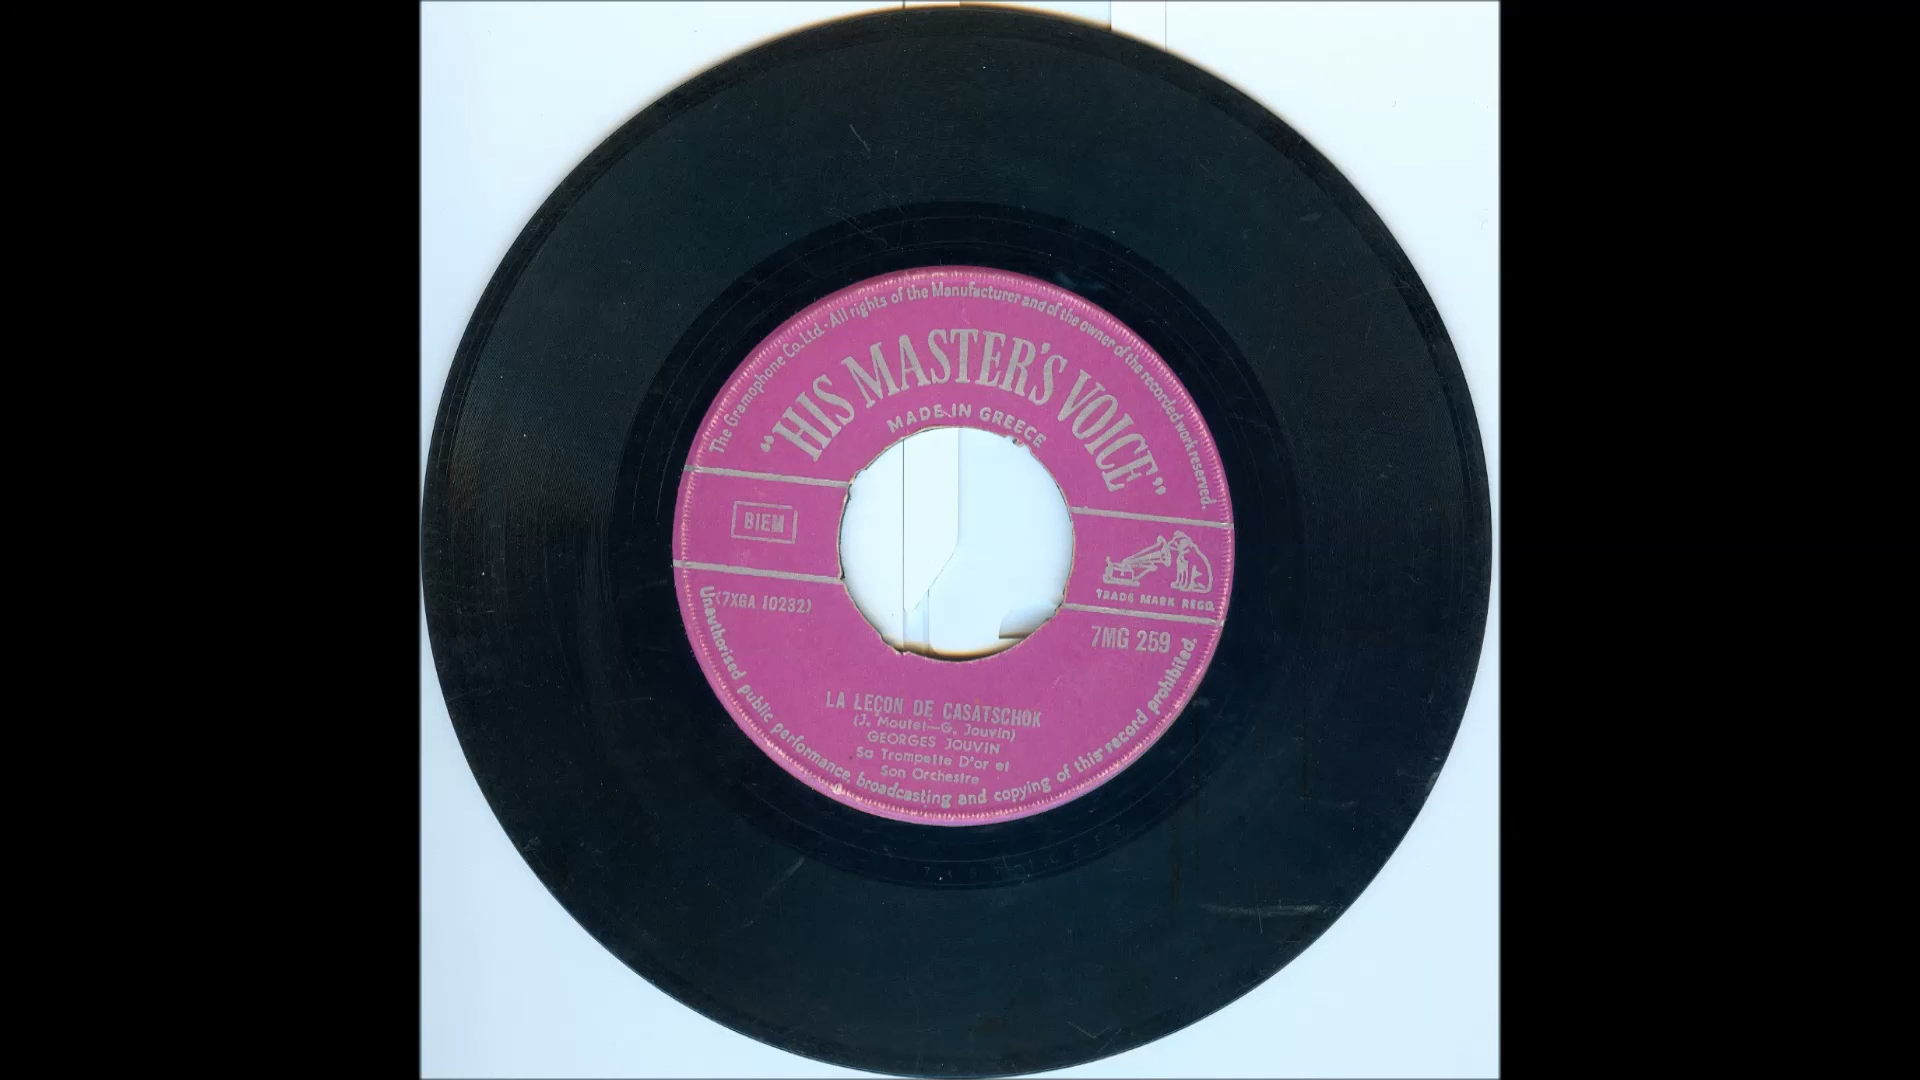 The Gramophone Co. Ltd. - All rights of the Manufacturer and of the owner of the recorded work reserved.
"HIS MASTER'S VOICE"
MADE IN GREECE
BIEM
TRADE MARK REGD.
(7XGA 10232)
7MG 259
LA LEÇON DE CASATSCHOK
(J. Moutet—G. Jouvin)
GEORGES JOUVIN
Sa Trompette D'or et
Son Orchestre
Unauthorised public performance, broadcasting and copying of this record prohibited.